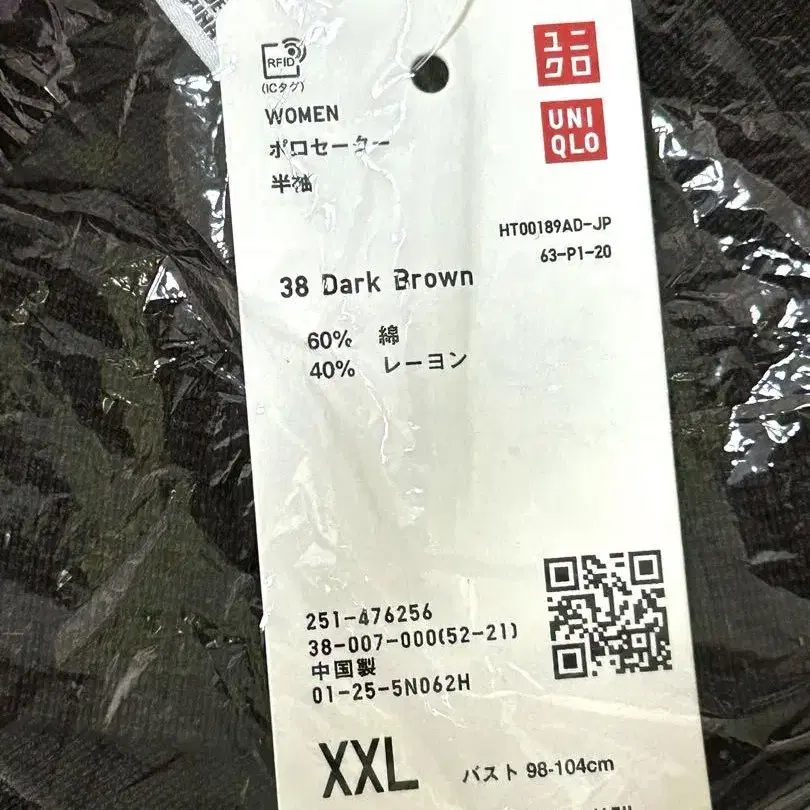 RFID
(ICタグ)
ユニ
クロ
UNI
QLO
WOMEN
ポロセーター
半袖
HT00189AD-JP
63-P1-20
38 Dark Brown
60% 綿
40% レーヨン
251-476256
38-007-000(52-21)
中国製
01-25-5N062H
XXL バスト 98-104cm